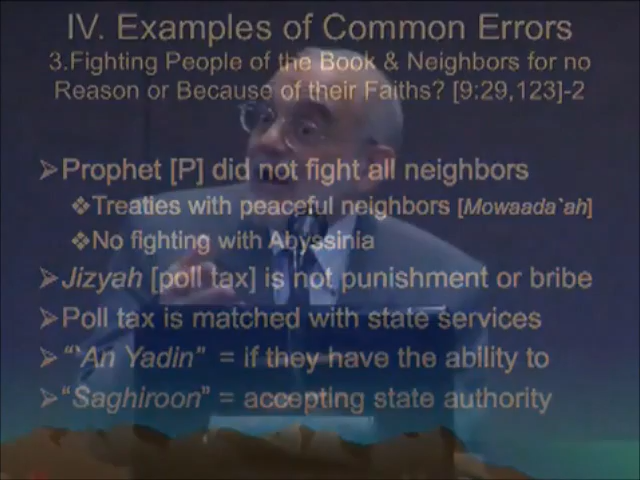 IV. Examples of Common Errors
3.Fighting People of the Book & Neighbors for no
Reason or Because of their Faiths? [9:29,123]-2
➢Prophet [P] did not fight all neighbors
❖Treaties with peaceful neighbors [Mowaada`ah]
❖No fighting with Abyssinia
➢Jizyah [poll tax] is not punishment or bribe
➢Poll tax is matched with state services
➢"`An Yadin" = if they have the ability to
➢"Saghiroon" = accepting state authority